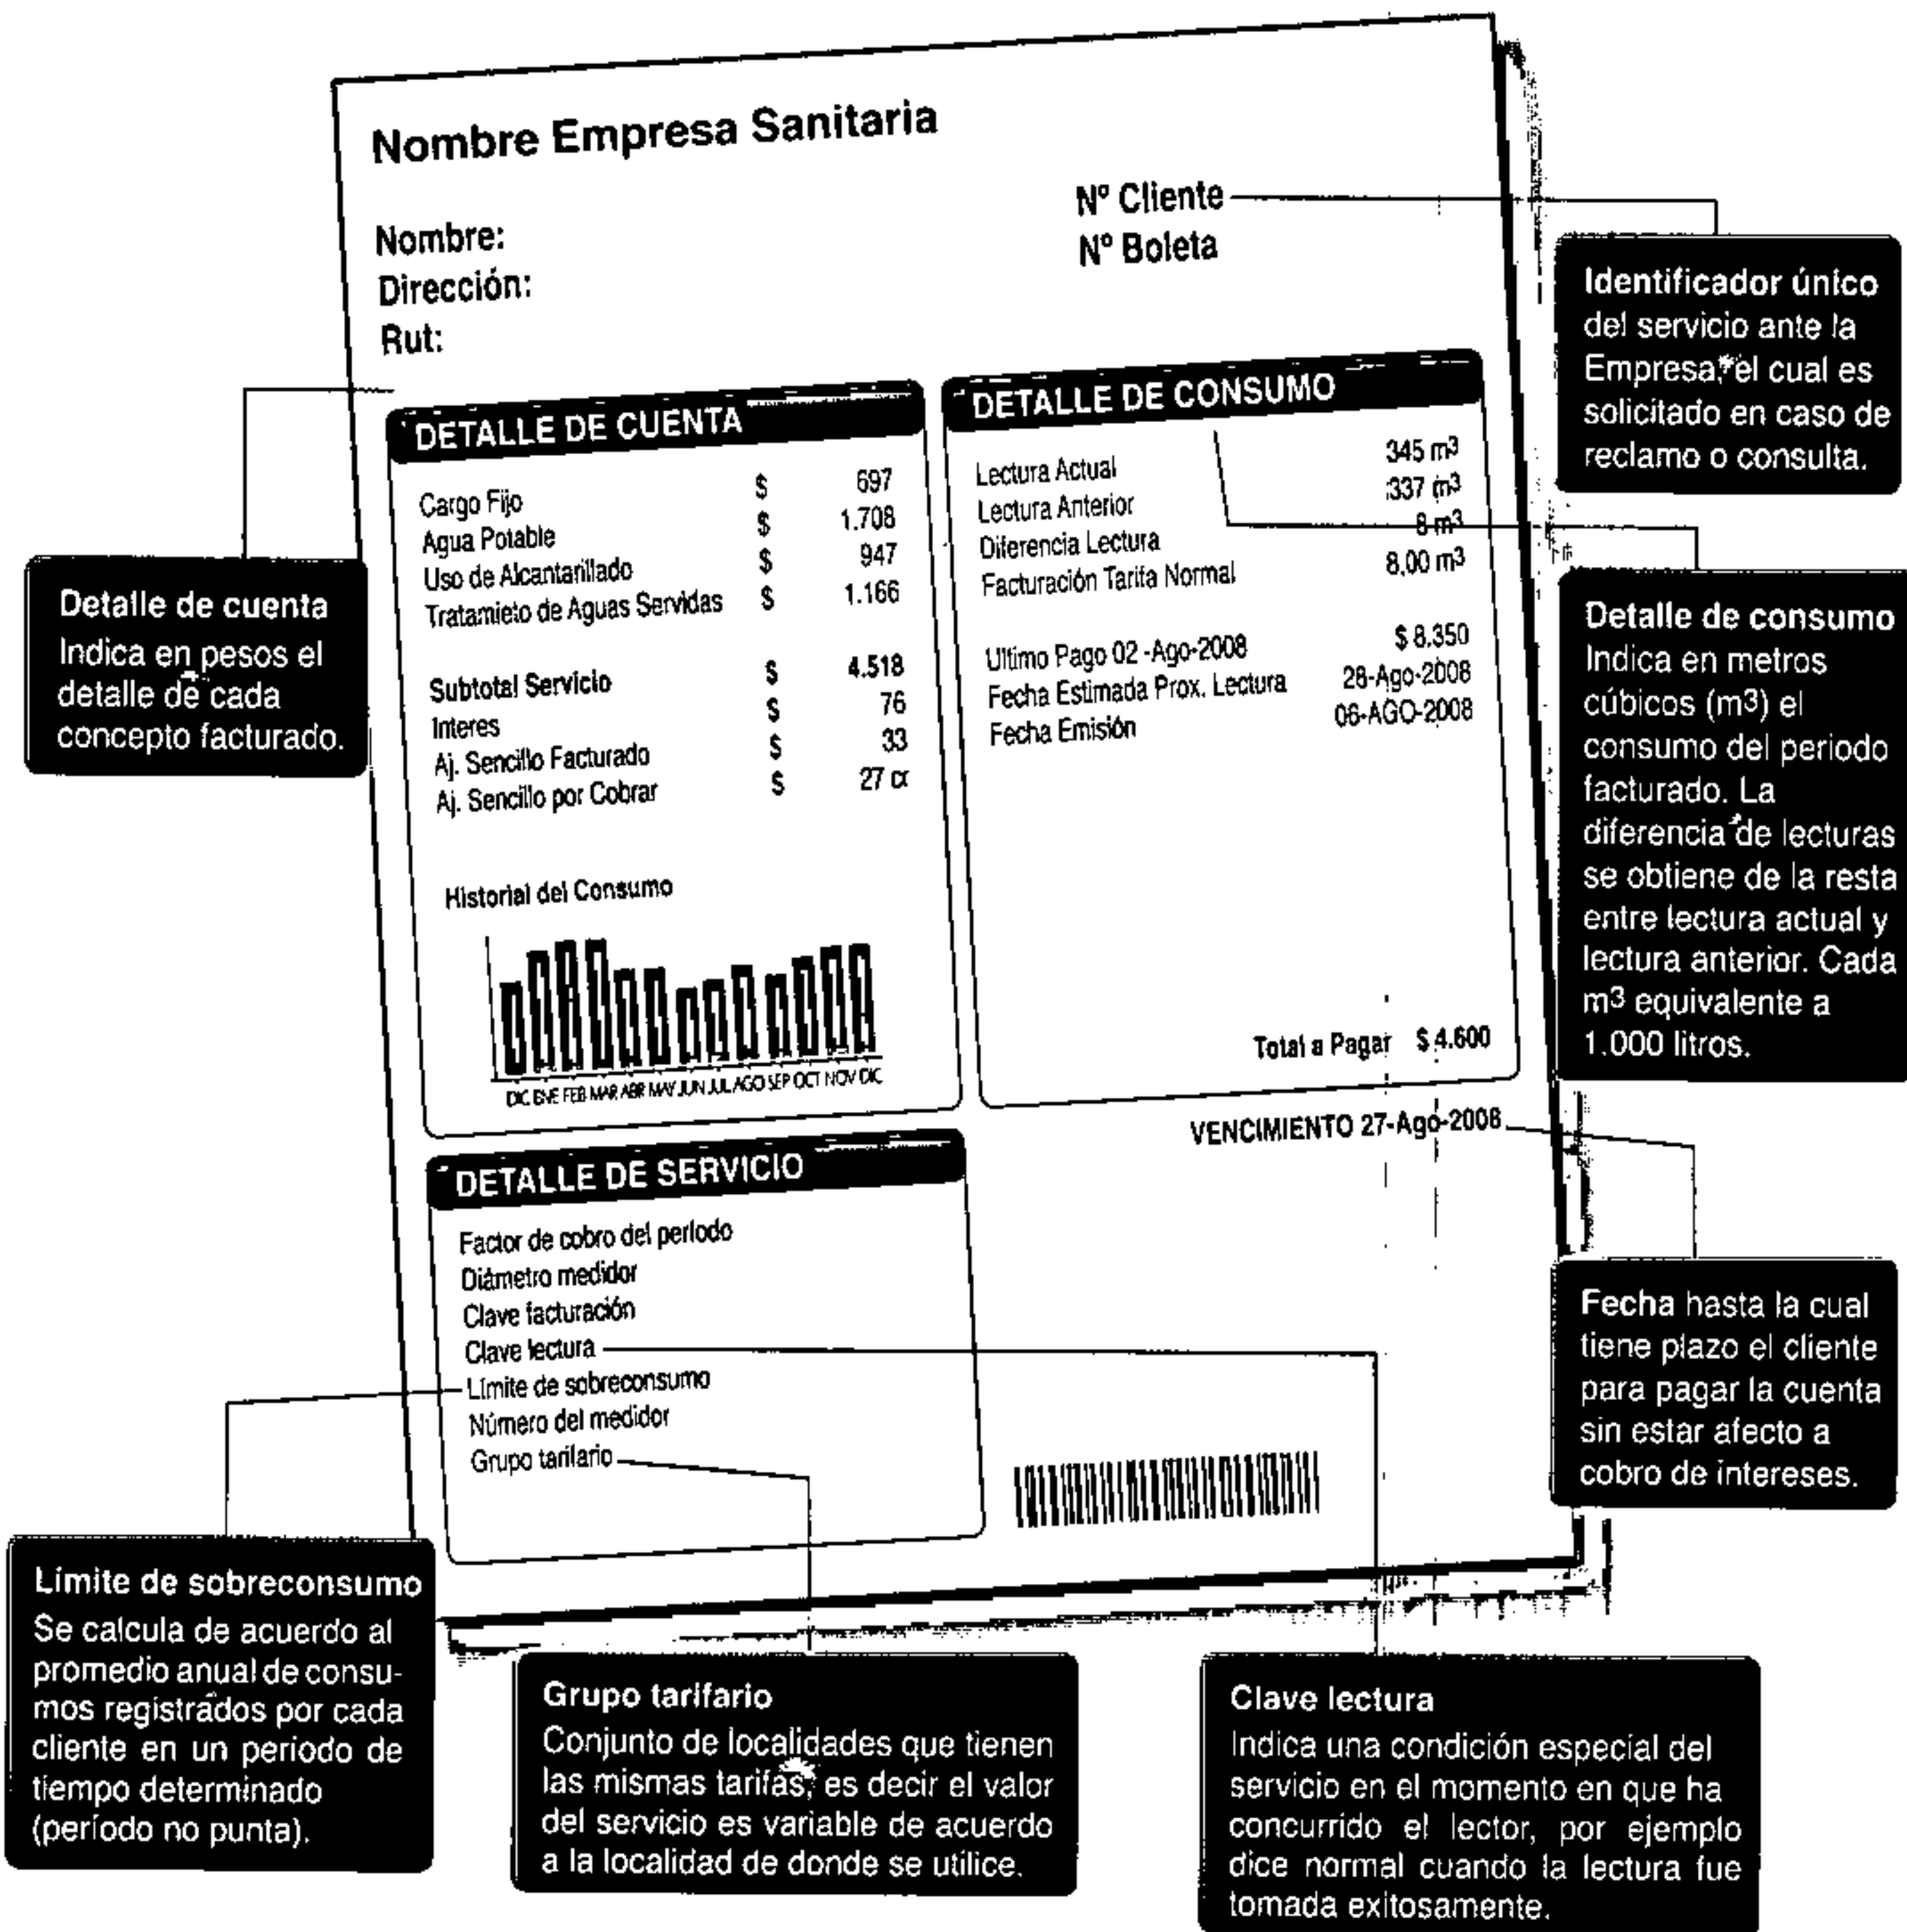 Nombre Empresa Sanitaria
Nº Cliente
Nº Boleta
Nombre:
Dirección:
Rut:
Identificador único
del servicio ante la
Empresa, el cual es
solicitado en caso de
reclamo o consulta.
DETALLE DE CUENTA
Cargo Fijo $ 697
Agua Potable $ 1.708
Uso de Alcantarillado $ 947
Tratamieto de Aguas Servidas $ 1.166
Subtotal Servicio $ 4.518
Interes $ 76
Aj. Sencillo Facturado $ 33
Aj. Sencillo por Cobrar $ 27 cr
Historial del Consumo
DIC ENE FEB MAR ABR MAY JUN JUL AGO SEP OCT NOV DIC
DETALLE DE CONSUMO
Lectura Actual 345 m3
Lectura Anterior 337 m3
Diferencia Lectura 8 m3
Facturación Tarifa Normal 8,00 m3
Ultimo Pago 02 -Ago-2008 $ 8.350
Fecha Estimada Prox. Lectura 28-Ago-2008
Fecha Emisión 06-AGO-2008
Total a Pagar $ 4.600
VENCIMIENTO 27-Ago-2008
Detalle de cuenta
Indica en pesos el
detalle de cada
concepto facturado.
Detalle de consumo
Indica en metros
cúbicos (m3) el
consumo del periodo
facturado. La
diferencia de lecturas
se obtiene de la resta
entre lectura actual y
lectura anterior. Cada
m3 equivalente a
1.000 litros.
DETALLE DE SERVICIO
Factor de cobro del período
Diámetro medidor
Clave facturación
Clave lectura
Límite de sobreconsumo
Número del medidor
Grupo tarifario
Fecha hasta la cual
tiene plazo el cliente
para pagar la cuenta
sin estar afecto a
cobro de intereses.
Límite de sobreconsumo
Se calcula de acuerdo al
promedio anual de consu-
mos registrados por cada
cliente en un periodo de
tiempo determinado
(período no punta).
Grupo tarifario
Conjunto de localidades que tienen
las mismas tarifas, es decir el valor
del servicio es variable de acuerdo
a la localidad de donde se utilice.
Clave lectura
Indica una condición especial del
servicio en el momento en que ha
concurrido el lector, por ejemplo
dice normal cuando la lectura fue
tomada exitosamente.